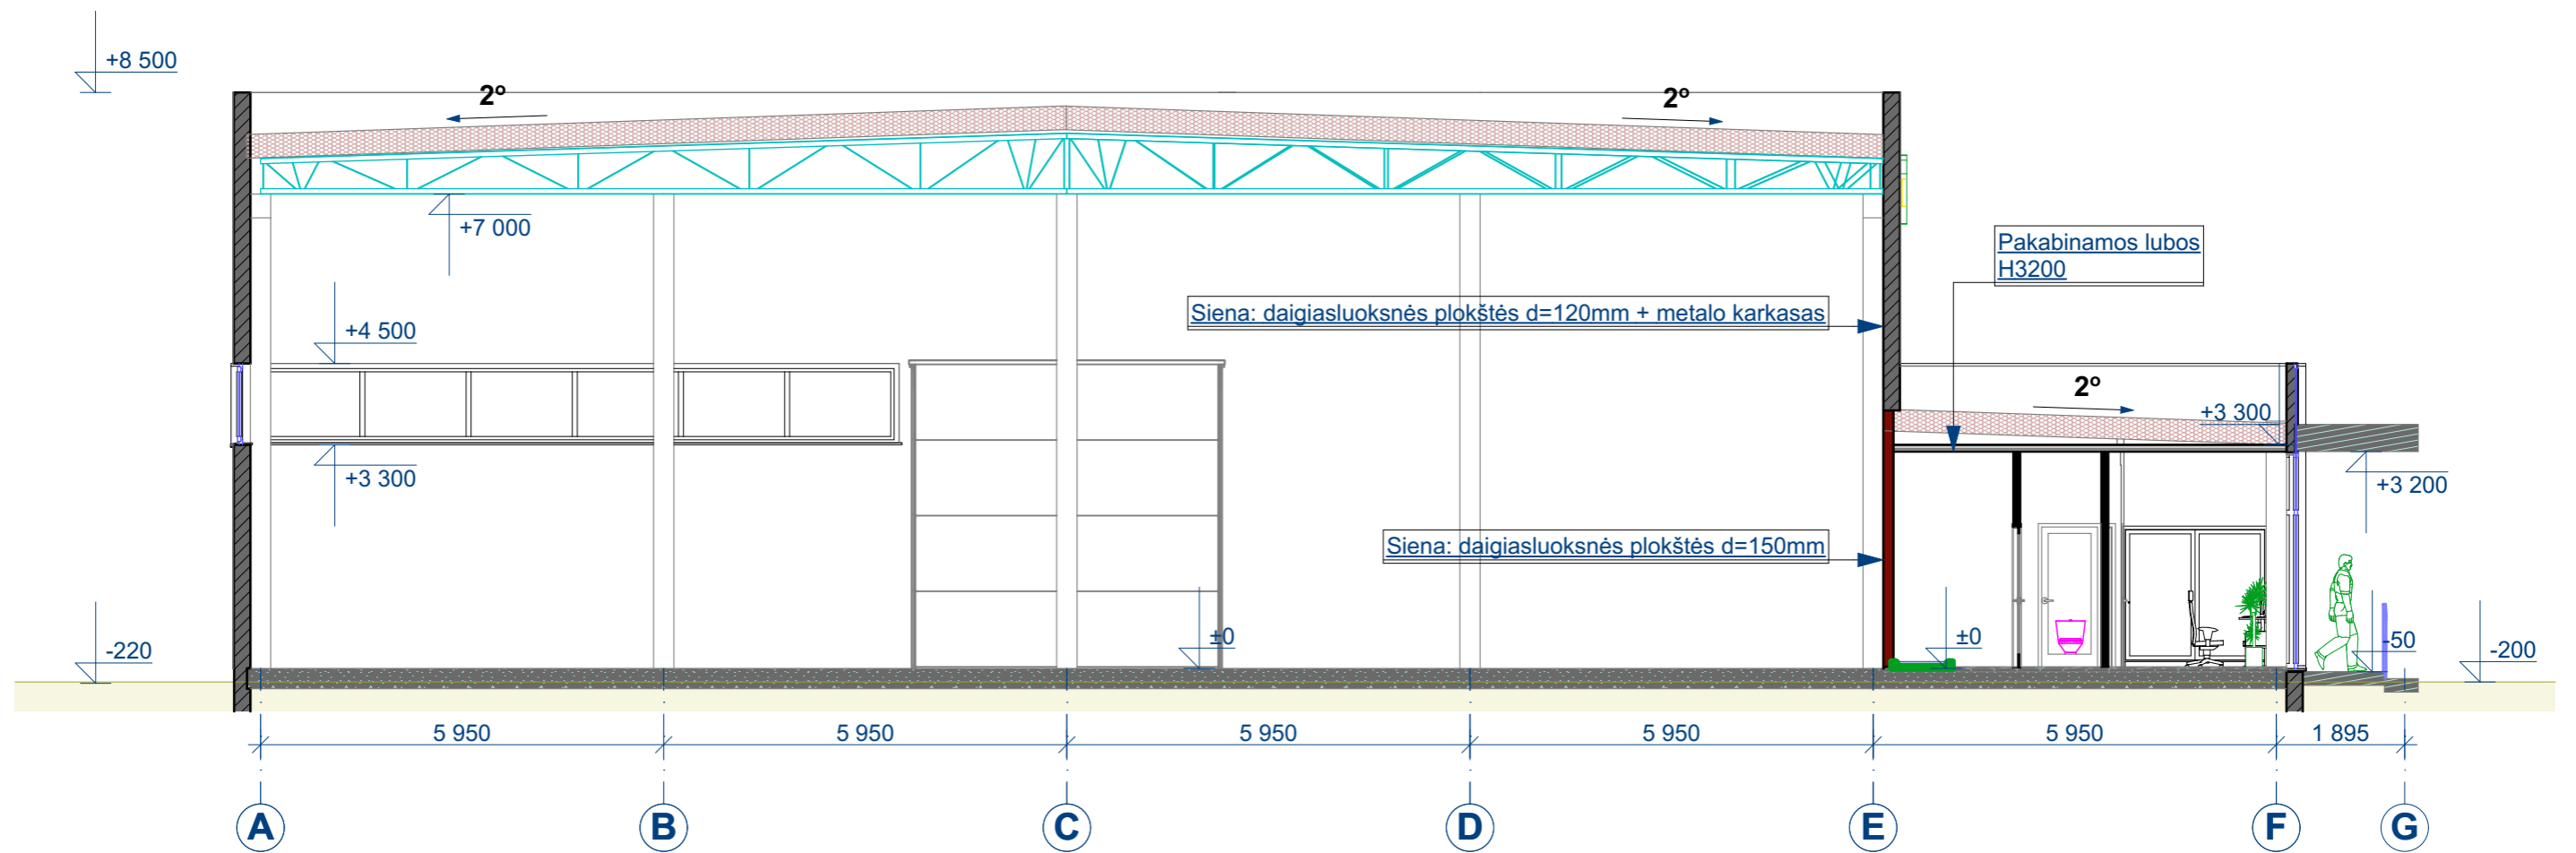 +8 500
2°
2°
+7 000
Pakabinamos lubos
H3200
Siena: daigiasluoksnės plokštės d=120mm + metalo karkasas
+4 500
2°
+3 300
+3 300
+3 200
Siena: daigiasluoksnės plokštės d=150mm
-220
±0
±0
-50
-200
5 950
5 950
5 950
5 950
5 950
1 895
A
B
C
D
E
F
G